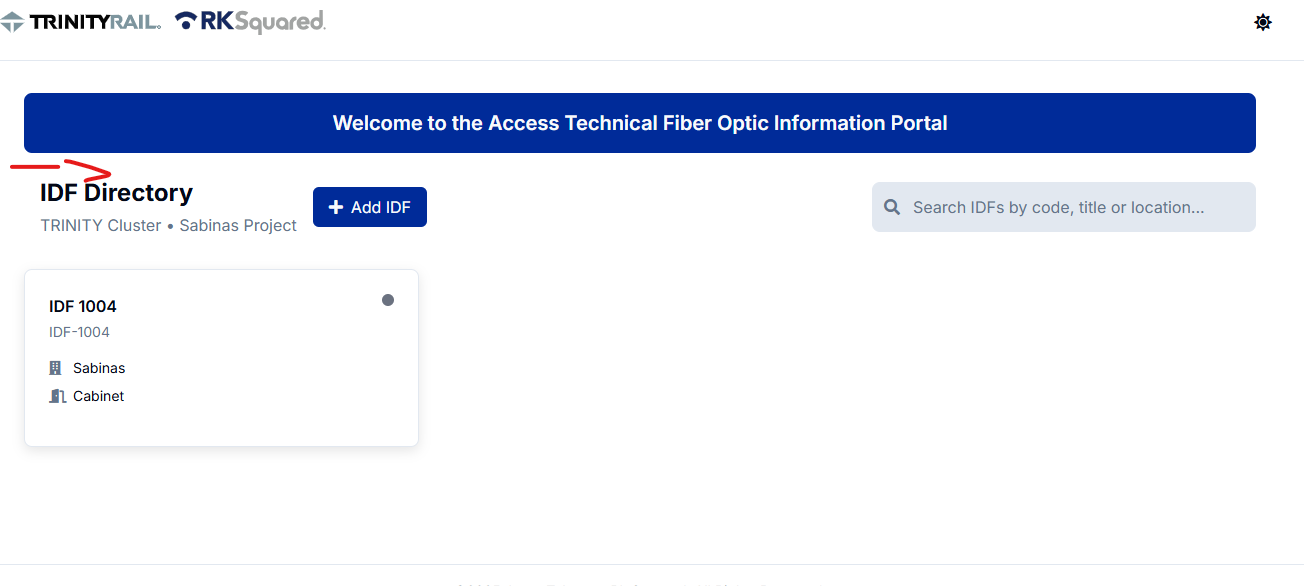 TRINITYRAIL. RKSquared.
Welcome to the Access Technical Fiber Optic Information Portal
IDF Directory
TRINITY Cluster • Sabinas Project
Add IDF
Search IDFs by code, title or location...
IDF 1004
IDF-1004
Sabinas
Cabinet